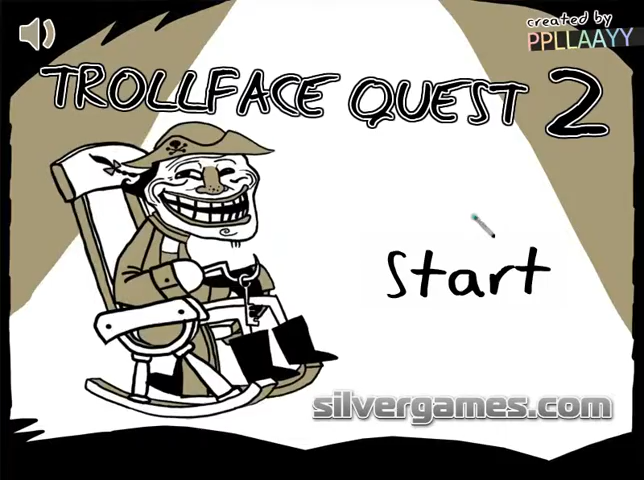 created by
PPLLAAYY
TROLLFACE QUEST 2
Start
silvergames.com